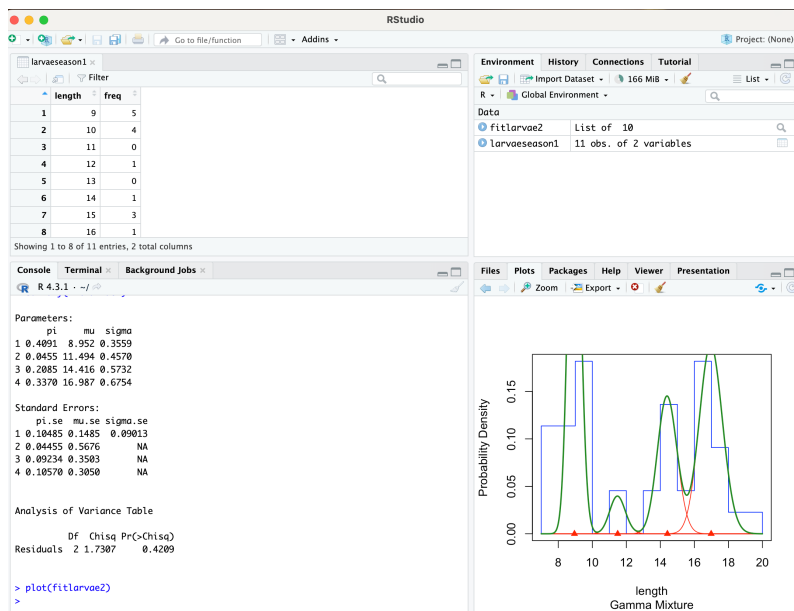 RStudio
Go to file/function
Addins
Project: (None)
larvaeseason1
Filter
length freq
1 9 5
2 10 4
3 11 0
4 12 1
5 13 0
6 14 1
7 15 3
8 16 1
Showing 1 to 8 of 11 entries, 2 total columns
Environment History Connections Tutorial
Import Dataset 166 MiB List
R Global Environment
Data
fitlarvae2 List of 10
larvaeseason1 11 obs. of 2 variables
Console Terminal Background Jobs
R 4.3.1 · ~/
Parameters:
pi mu sigma
1 0.4091 8.952 0.3559
2 0.0455 11.494 0.4570
3 0.2085 14.416 0.5732
4 0.3370 16.987 0.6754
Standard Errors:
pi.se mu.se sigma.se
1 0.10485 0.1485 0.09013
2 0.04455 0.5676 NA
3 0.09234 0.3503 NA
4 0.10570 0.3050 NA
Analysis of Variance Table
Df Chisq Pr(>Chisq)
Residuals 2 1.7307 0.4209
> plot(fitlarvae2)
>
Files Plots Packages Help Viewer Presentation
Zoom Export
Probability Density
0.15
0.10
0.05
0.00
8 10 12 14 16 18 20
length
Gamma Mixture